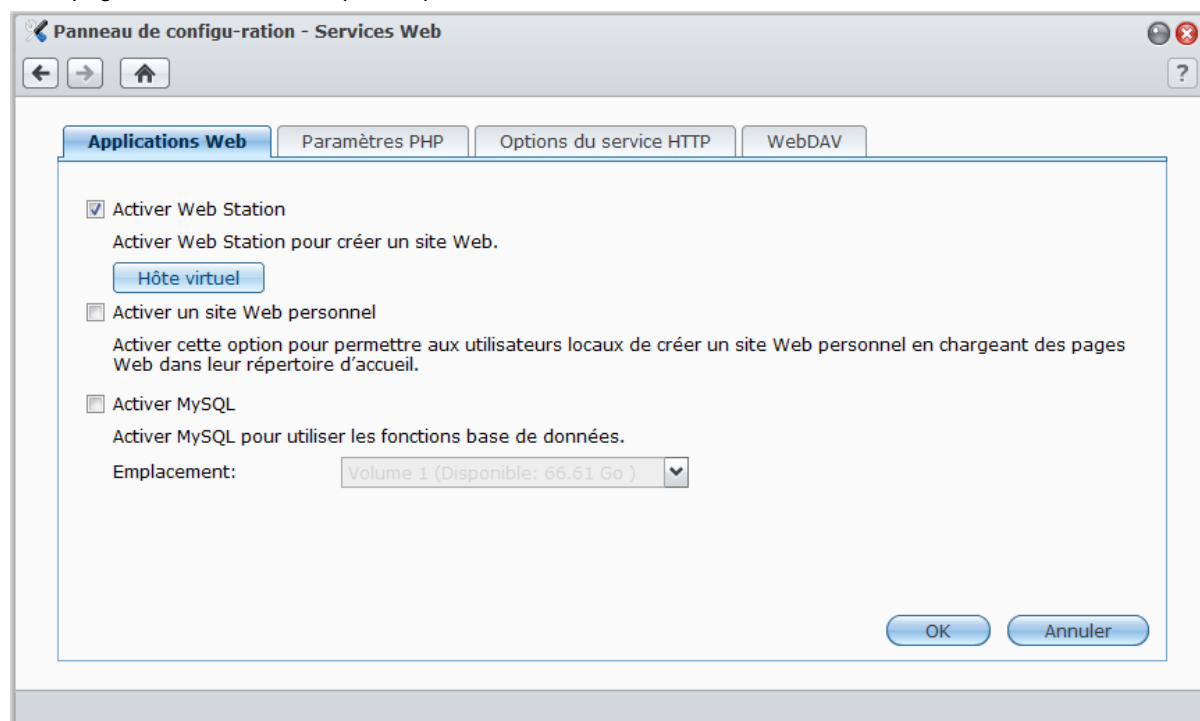 Panneau de configu-ration - Services Web
?
Applications Web
Paramètres PHP
Options du service HTTP
WebDAV
Activer Web Station
Activer Web Station pour créer un site Web.
Hôte virtuel
Activer un site Web personnel
Activer cette option pour permettre aux utilisateurs locaux de créer un site Web personnel en chargeant des pages
Web dans leur répertoire d’accueil.
Activer MySQL
Activer MySQL pour utiliser les fonctions base de données.
Emplacement:
Volume 1 (Disponible: 66.61 Go )
OK
Annuler